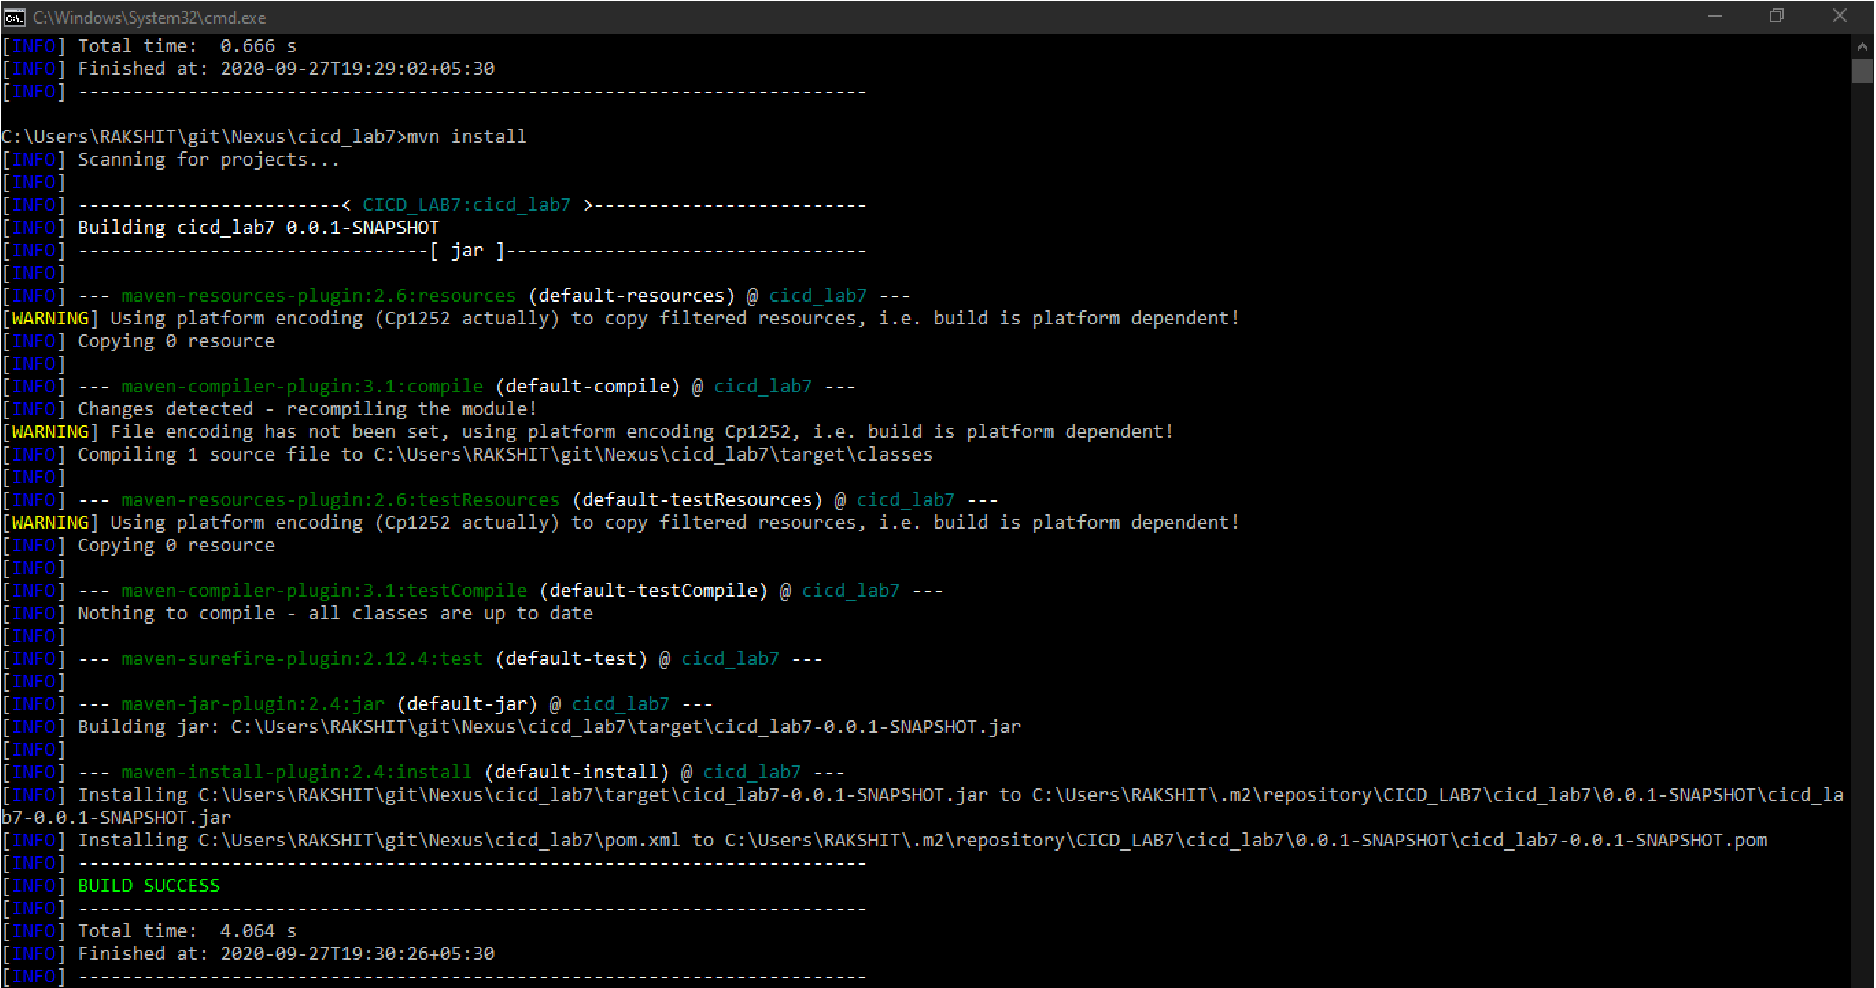 C:\Windows\System32\cmd.exe
[INFO] Total time:  0.666 s
[INFO] Finished at: 2020-09-27T19:29:02+05:30
[INFO] ------------------------------------------------------------------------
C:\Users\RAKSHIT\git\Nexus\cicd_lab7>mvn install
[INFO] Scanning for projects...
[INFO]
[INFO] ------------------------< CICD_LAB7:cicd_lab7 >-------------------------
[INFO] Building cicd_lab7 0.0.1-SNAPSHOT
[INFO] --------------------------------[ jar ]---------------------------------
[INFO]
[INFO] --- maven-resources-plugin:2.6:resources (default-resources) @ cicd_lab7 ---
[WARNING] Using platform encoding (Cp1252 actually) to copy filtered resources, i.e. build is platform dependent!
[INFO] Copying 0 resource
[INFO]
[INFO] --- maven-compiler-plugin:3.1:compile (default-compile) @ cicd_lab7 ---
[INFO] Changes detected - recompiling the module!
[WARNING] File encoding has not been set, using platform encoding Cp1252, i.e. build is platform dependent!
[INFO] Compiling 1 source file to C:\Users\RAKSHIT\git\Nexus\cicd_lab7\target\classes
[INFO]
[INFO] --- maven-resources-plugin:2.6:testResources (default-testResources) @ cicd_lab7 ---
[WARNING] Using platform encoding (Cp1252 actually) to copy filtered resources, i.e. build is platform dependent!
[INFO] Copying 0 resource
[INFO]
[INFO] --- maven-compiler-plugin:3.1:testCompile (default-testCompile) @ cicd_lab7 ---
[INFO] Nothing to compile - all classes are up to date
[INFO]
[INFO] --- maven-surefire-plugin:2.12.4:test (default-test) @ cicd_lab7 ---
[INFO]
[INFO] --- maven-jar-plugin:2.4:jar (default-jar) @ cicd_lab7 ---
[INFO] Building jar: C:\Users\RAKSHIT\git\Nexus\cicd_lab7\target\cicd_lab7-0.0.1-SNAPSHOT.jar
[INFO]
[INFO] --- maven-install-plugin:2.4:install (default-install) @ cicd_lab7 ---
[INFO] Installing C:\Users\RAKSHIT\git\Nexus\cicd_lab7\target\cicd_lab7-0.0.1-SNAPSHOT.jar to C:\Users\RAKSHIT\.m2\repository\CICD_LAB7\cicd_lab7\0.0.1-SNAPSHOT\cicd_la
b7-0.0.1-SNAPSHOT.jar
[INFO] Installing C:\Users\RAKSHIT\git\Nexus\cicd_lab7\pom.xml to C:\Users\RAKSHIT\.m2\repository\CICD_LAB7\cicd_lab7\0.0.1-SNAPSHOT\cicd_lab7-0.0.1-SNAPSHOT.pom
[INFO] ------------------------------------------------------------------------
[INFO] BUILD SUCCESS
[INFO] ------------------------------------------------------------------------
[INFO] Total time:  4.064 s
[INFO] Finished at: 2020-09-27T19:30:26+05:30
[INFO] ------------------------------------------------------------------------